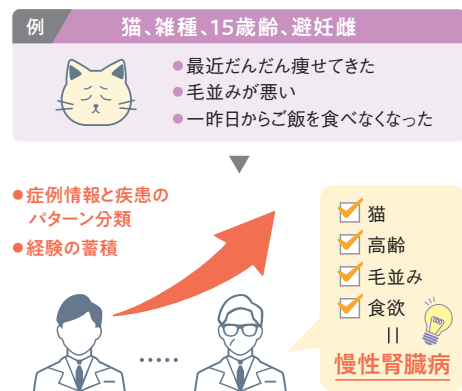 例 猫、雑種、15歳齢、避妊雌
●最近だんだん痩せてきた
●毛並みが悪い
●一昨日からご飯を食べなくなった
●症例情報と疾患の
パターン分類
●経験の蓄積
猫
高齢
毛並み
食欲
＝
慢性腎臓病